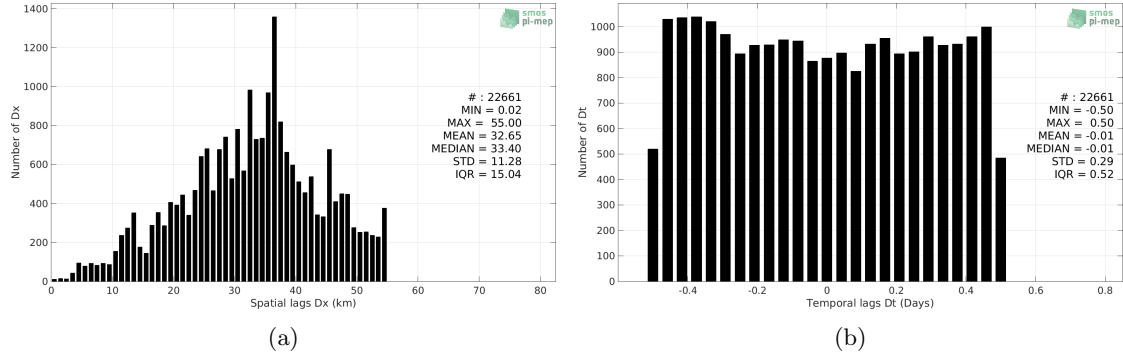 1400
1200
1000
800
600
400
200
0
Number of Dx
0 10 20 30 40 50 60 70 80
Spatial lags Dx (km)
smos
pi-mep
# : 22661
MIN = 0.02
MAX = 55.00
MEAN = 32.65
MEDIAN = 33.40
STD = 11.28
IQR = 15.04
(a)
1000
900
800
700
600
500
400
300
200
100
0
Number of Dt
-0.4 -0.2 0 0.2 0.4 0.6 0.8
Temporal lags Dt (Days)
smos
pi-mep
# : 22661
MIN = -0.50
MAX = 0.50
MEAN = -0.01
MEDIAN = -0.01
STD = 0.29
IQR = 0.52
(b)